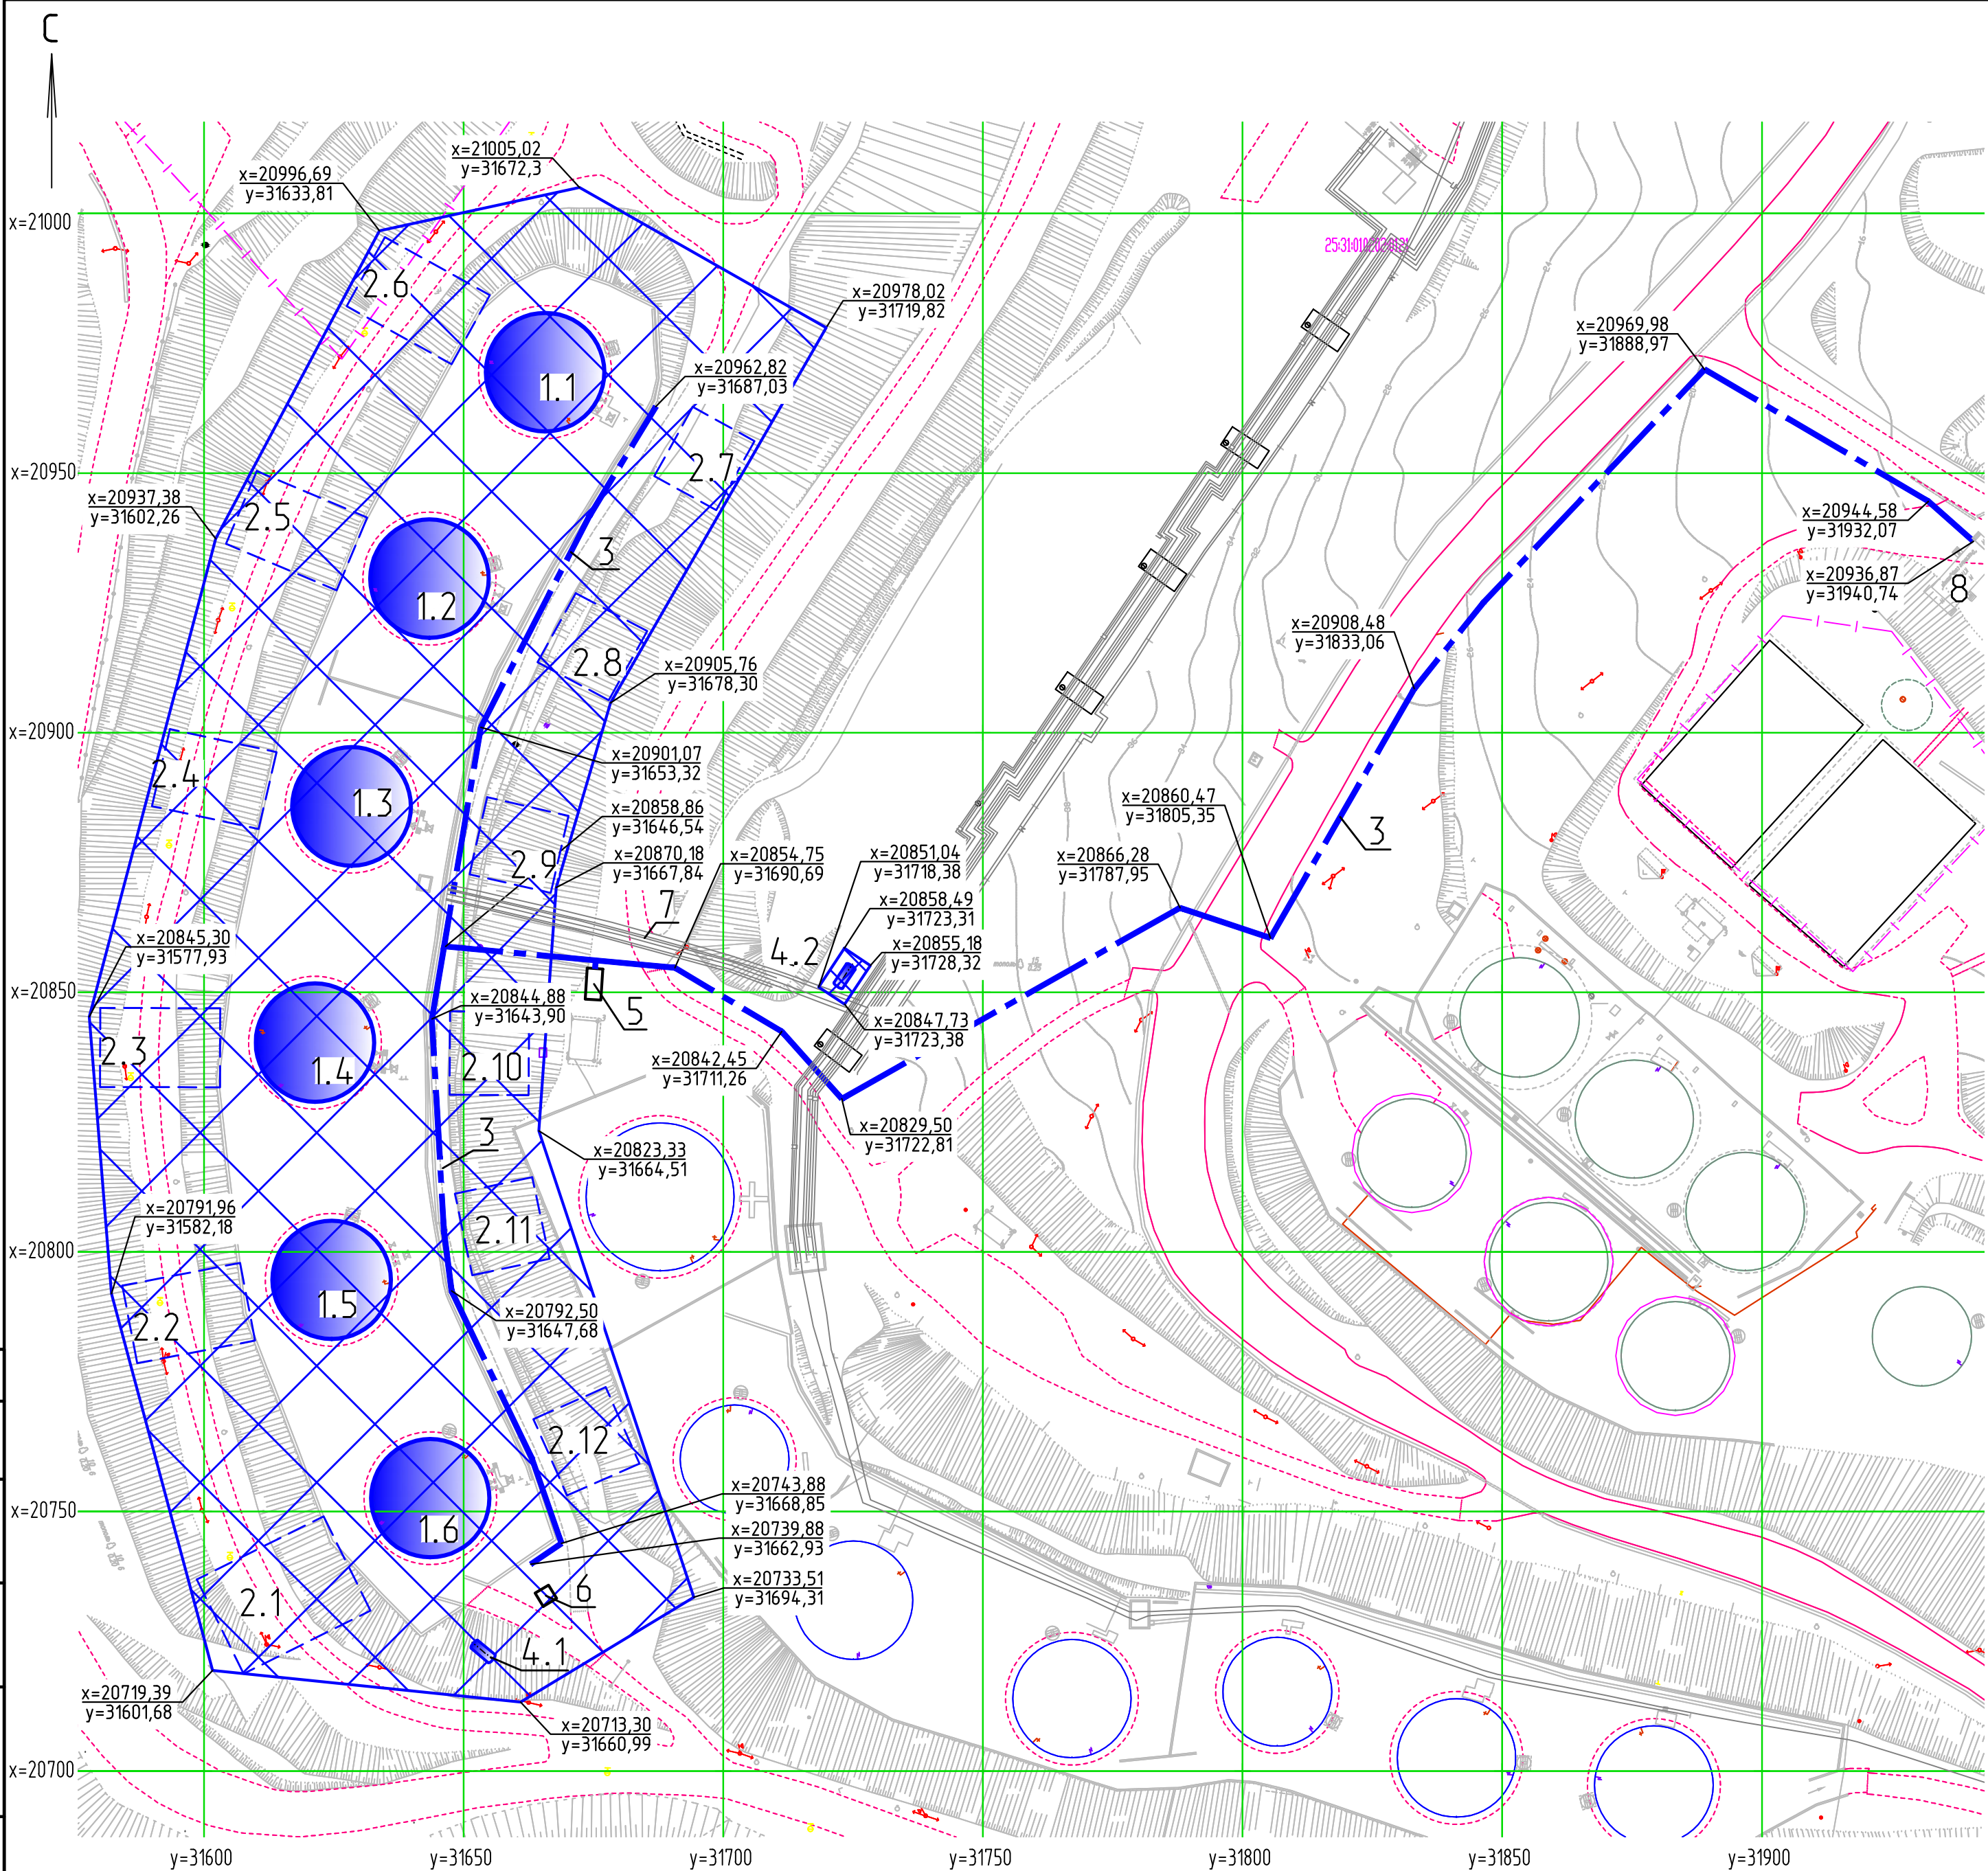 С
x=21005,02
y=31672,3
x=20996,69
y=31633,81
x=21000
25:31:010202:0121
2.6
x=20978,02
y=31719,82
x=20969,98
y=31888,97
1.1
x=20962,82
y=31687,03
x=20950
2.7
x=20937,38
y=31602,26
2.5
x=20944,58
y=31932,07
3
x=20936,87
y=31940,74
8
1.2
x=20908,48
y=31833,06
2.8
x=20905,76
y=31678,30
x=20900
x=20901,07
y=31653,32
2.4
1.3
x=20858,86
y=31646,54
x=20860,47
y=31805,35
3
2.9
x=20870,18
y=31667,84
x=20854,75
y=31690,69
x=20851,04
y=31718,38
x=20866,28
y=31787,95
7
x=20858,49
y=31723,31
x=20845,30
y=31577,93
4.2
x=20855,18
y=31728,32
x=20850
x=20844,88
y=31643,90
5
x=20847,73
y=31723,38
2.3
1.4
2.10
x=20842,45
y=31711,26
3
x=20829,50
y=31722,81
x=20823,33
y=31664,51
x=20791,96
y=31582,18
2.11
x=20800
1.5
x=20792,50
y=31647,68
2.2
2.12
x=20743,88
y=31668,85
x=20750
1.6
x=20739,88
y=31662,93
6
x=20733,51
y=31694,31
2.1
4.1
x=20719,39
y=31601,68
x=20713,30
y=31660,99
x=20700
y=31600
y=31650
y=31700
y=31750
y=31800
y=31850
y=31900